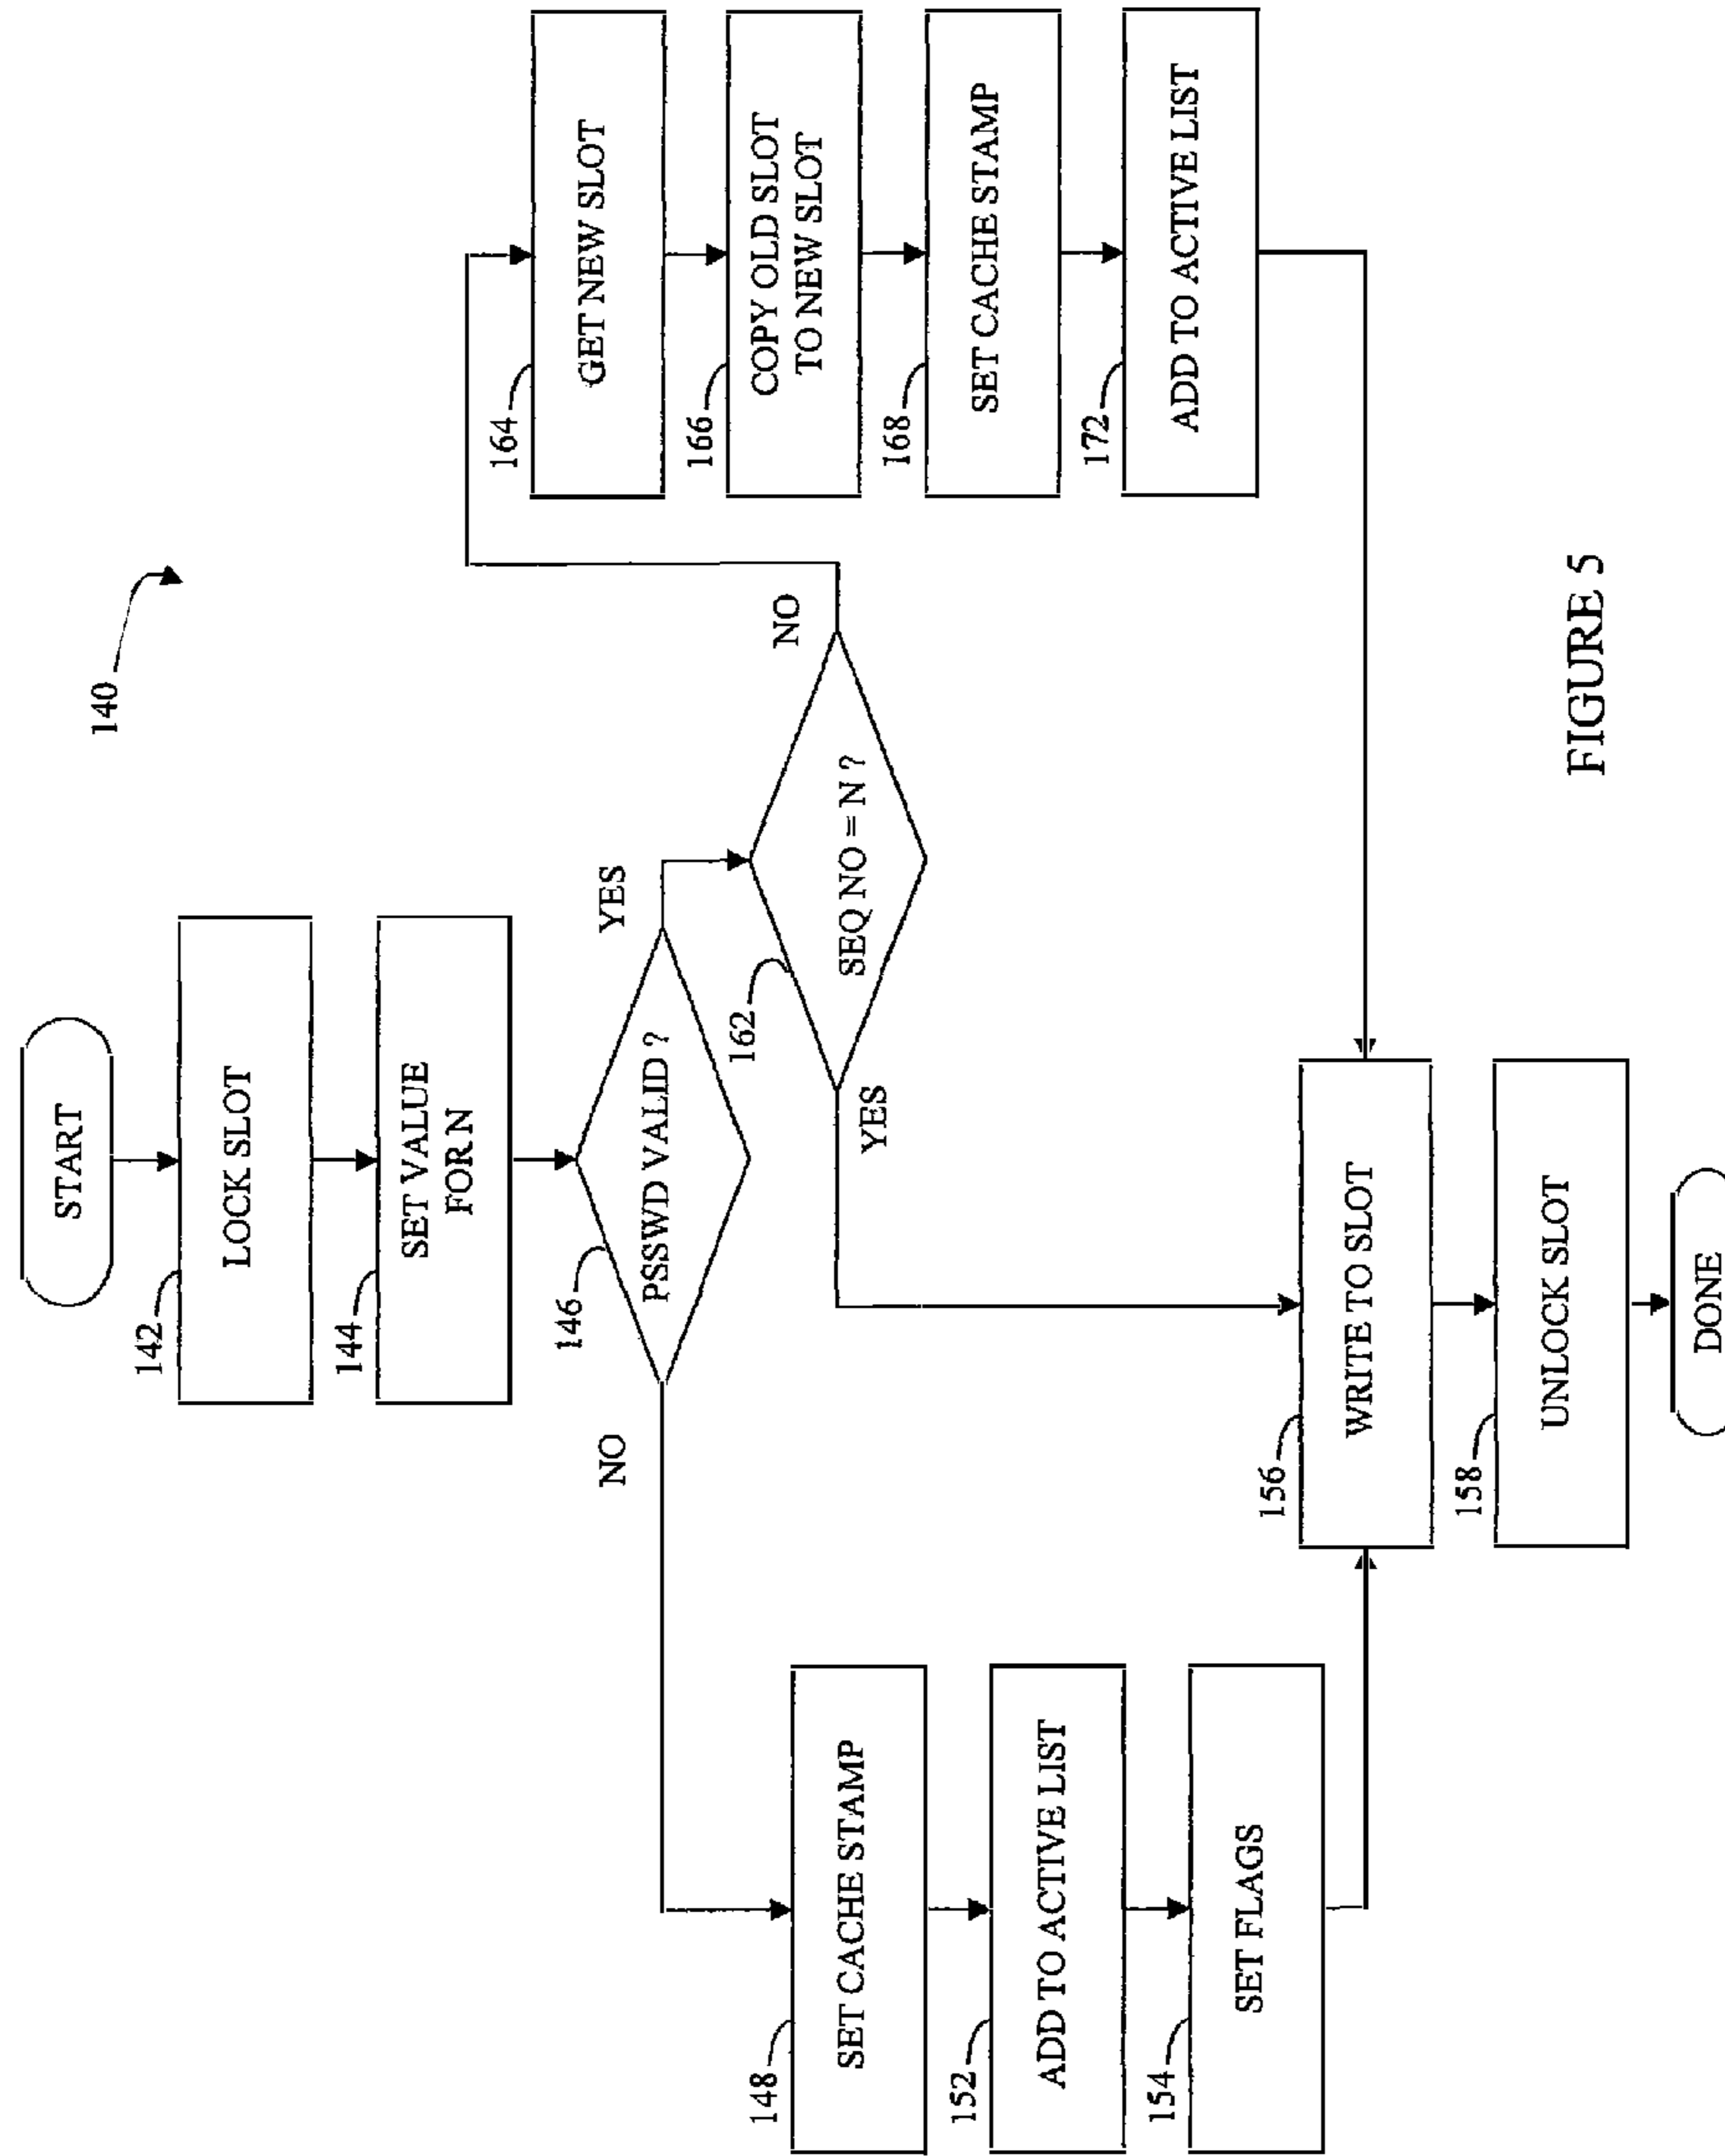 140
START
142
LOCK SLOT
144
SET VALUE
FOR N
146
PSSWD VALID ?
NO
YES
162
SEQ NO = N ?
YES
NO
148
SET CACHE STAMP
152
ADD TO ACTIVE LIST
154
SET FLAGS
164
GET NEW SLOT
166
COPY OLD SLOT
TO NEW SLOT
168
SET CACHE STAMP
172
ADD TO ACTIVE LIST
156
WRITE TO SLOT
158
UNLOCK SLOT
DONE
FIGURE 5